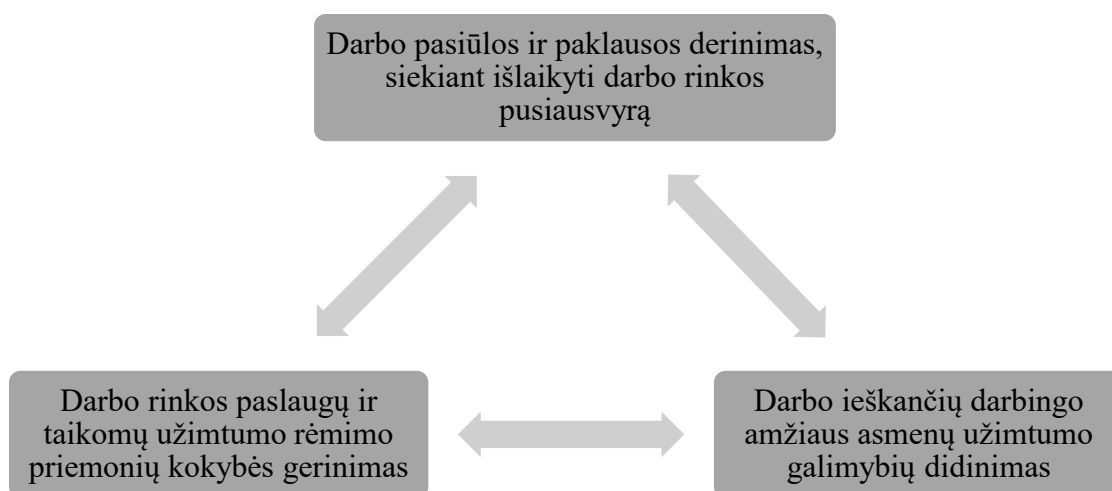 Darbo pasiūlos ir paklausos derinimas,
siekiant išlaikyti darbo rinkos
pusiausvyrą
Darbo rinkos paslaugų ir
taikomų užimtumo rėmimo
priemonių kokybės gerinimas
Darbo ieškančių darbingo
amžiaus asmenų užimtumo
galimybių didinimas